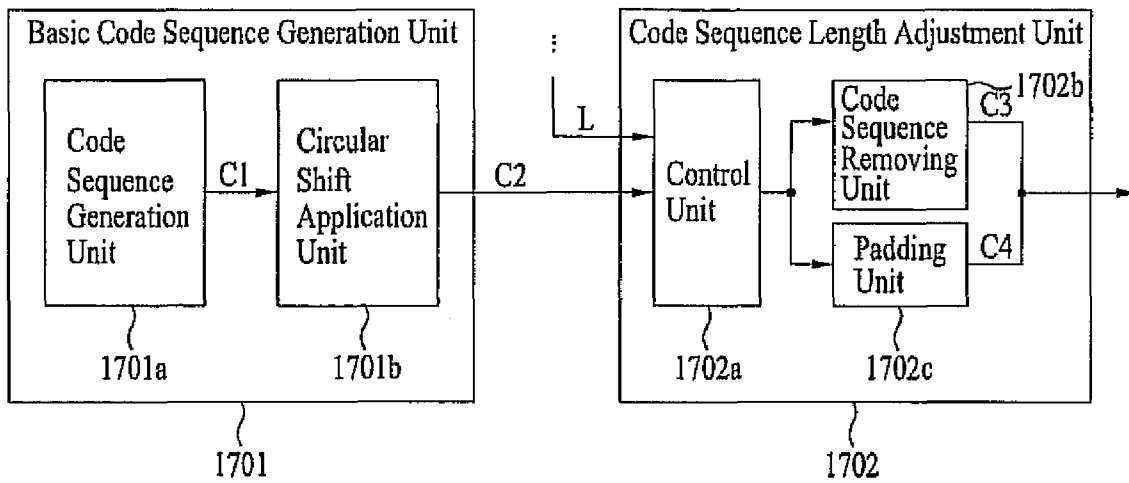 Basic Code Sequence Generation Unit
Code
Sequence
Generation
Unit
1701a
C1
Circular
Shift
Application
Unit
1701b
1701
C2
⋮
L
Code Sequence Length Adjustment Unit
Control
Unit
1702a
Code
Sequence
Removing
Unit
1702b
C3
Padding
Unit
C4
1702c
1702